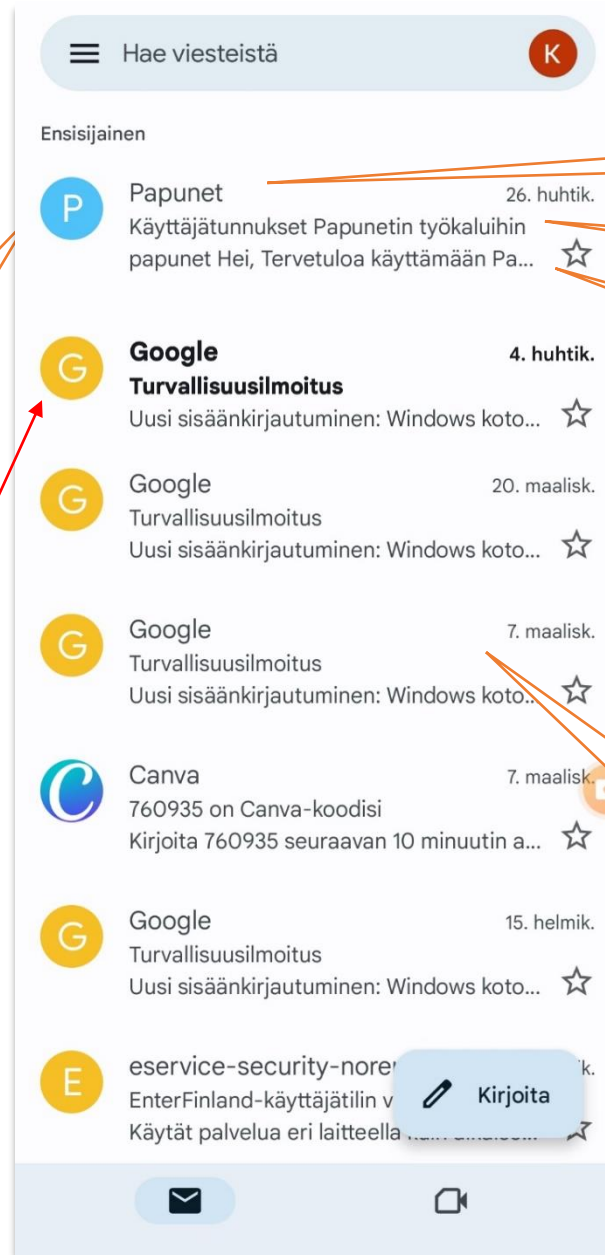 Hae viesteistä
K
Ensisijainen
P
Papunet
26. huhtik.
Käyttäjätunnukset Papunetin työkaluihin
papunet Hei, Tervetuloa käyttämään Pa...
G
Google
4. huhtik.
Turvallisuusilmoitus
Uusi sisäänkirjautuminen: Windows koto...
G
Google
20. maalisk.
Turvallisuusilmoitus
Uusi sisäänkirjautuminen: Windows koto...
G
Google
7. maalisk.
Turvallisuusilmoitus
Uusi sisäänkirjautuminen: Windows koto...
C
Canva
7. maalisk.
760935 on Canva-koodisi
Kirjoita 760935 seuraavan 10 minuutin a...
G
Google
15. helmik.
Turvallisuusilmoitus
Uusi sisäänkirjautuminen: Windows koto...
E
eservice-security-nore
k.
EnterFinland-käyttäjätilin v
Kirjoita
Käytät palvelua eri laitteella